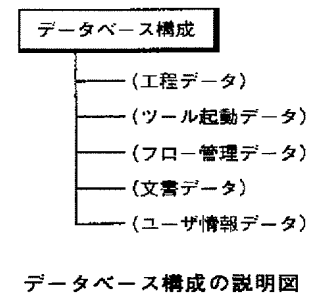 データベース構成
(工程データ)
(ツール起動データ)
(フロー管理データ)
(文書データ)
(ユーザ情報データ)
データベース構成の説明図